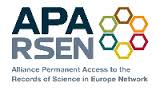 APA
RSEN
Alliance Permanent Access to the
Records of Science in Europe Network